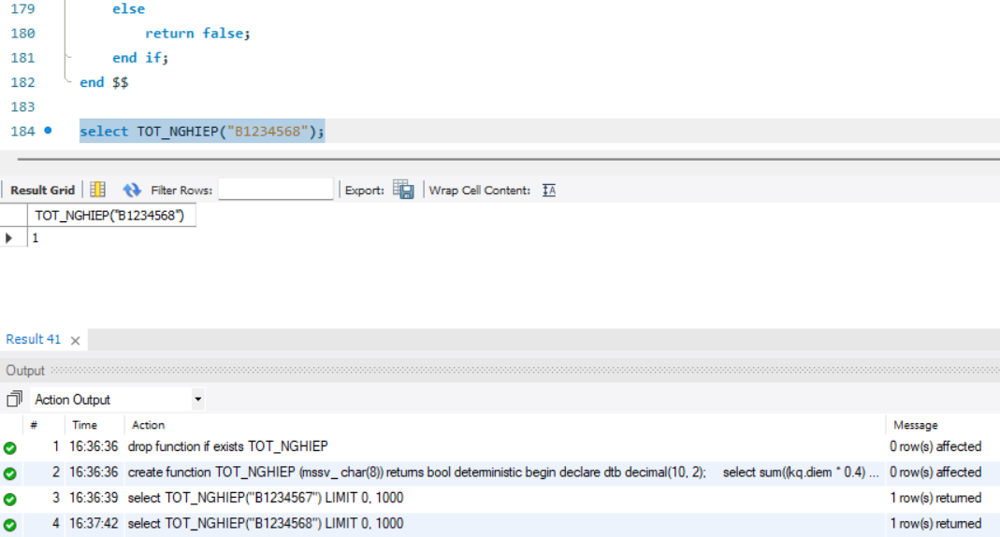 179 else
180 return false;
181 end if;
182 end $$
183
184 select TOT_NGHIEP("B1234568");
Result Grid Filter Rows: Export: Wrap Cell Content: IA
TOT_NGHIEP("B1234568")
1
Result 41
Output
Action Output
# Time Action Message
1 16:36:36 drop function if exists TOT_NGHIEP 0 row(s) affected
2 16:36:36 create function TOT_NGHIEP (mssv_ char(8)) returns bool deterministic begin declare dtb decimal(10, 2); select sum((kq.diem * 0.4) ... 0 row(s) affected
3 16:36:39 select TOT_NGHIEP("B1234567") LIMIT 0, 1000 1 row(s) returned
4 16:37:42 select TOT_NGHIEP("B1234568") LIMIT 0, 1000 1 row(s) returned